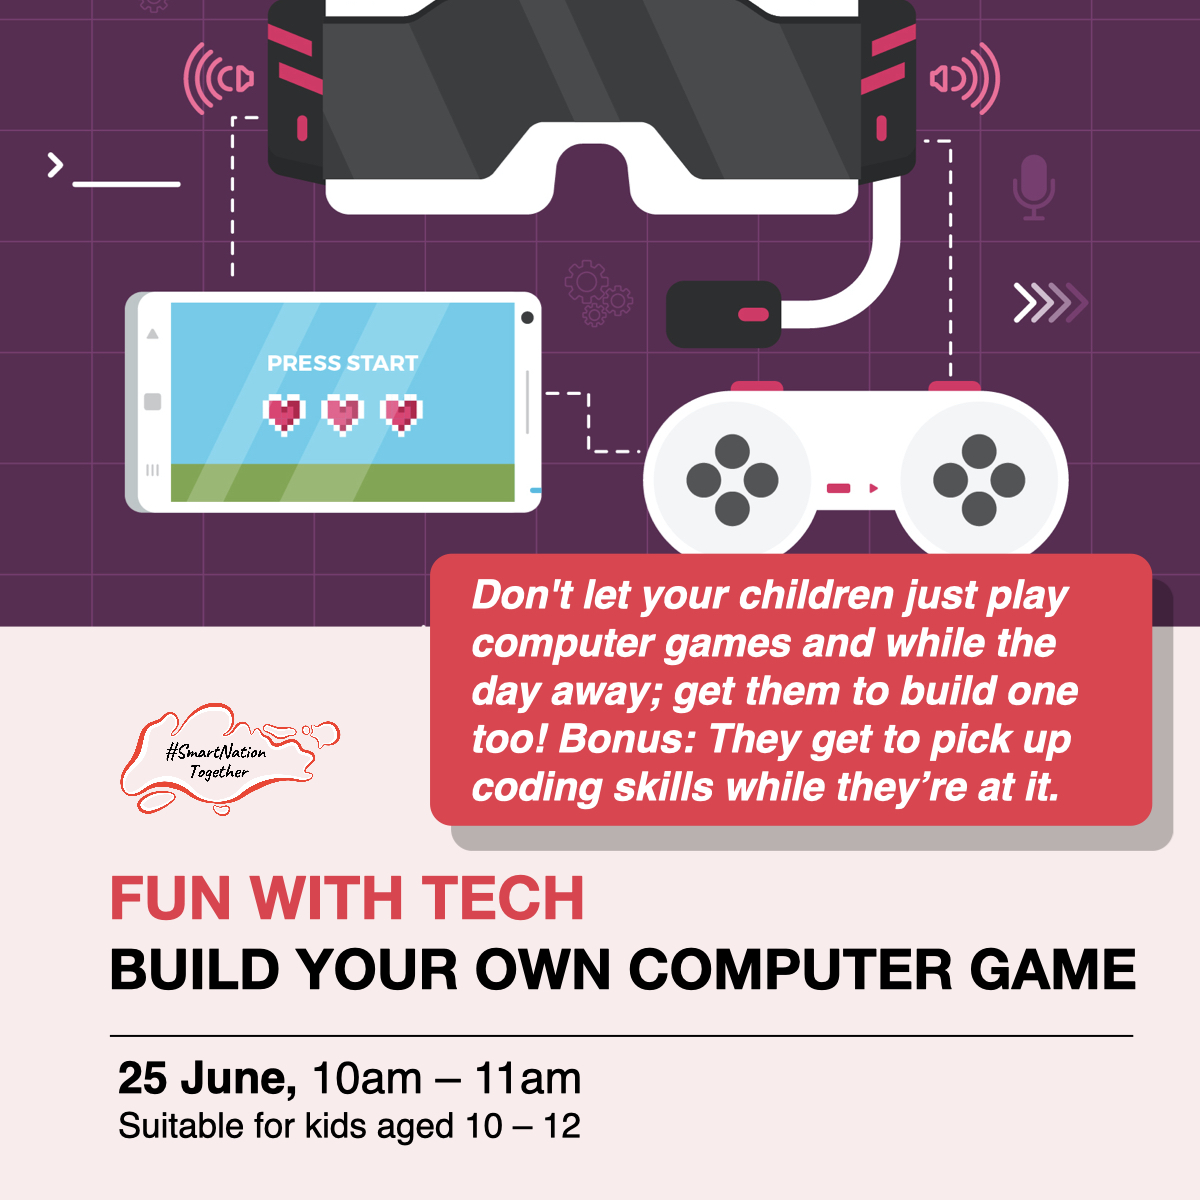 PRESS START
Don't let your children just play
computer games and while the
day away; get them to build one
too! Bonus: They get to pick up
coding skills while they’re at it.
#SmartNation
Together
FUN WITH TECH
BUILD YOUR OWN COMPUTER GAME
25 June, 10am – 11am
Suitable for kids aged 10 – 12